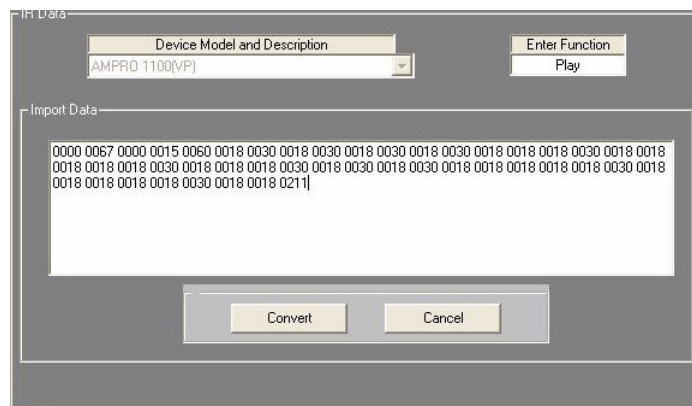 IR Data
Device Model and Description
Enter Function
AMPRO 1100(VP)
Play
Import Data
0000 0067 0000 0015 0060 0018 0030 0018 0030 0018 0030 0018 0030 0018 0018 0018 0018 0030 0018 0018
0018 0018 0018 0030 0018 0018 0018 0030 0018 0030 0018 0030 0018 0018 0018 0018 0018 0030 0018
0018 0018 0018 0018 0030 0018 0018 0211
Convert
Cancel